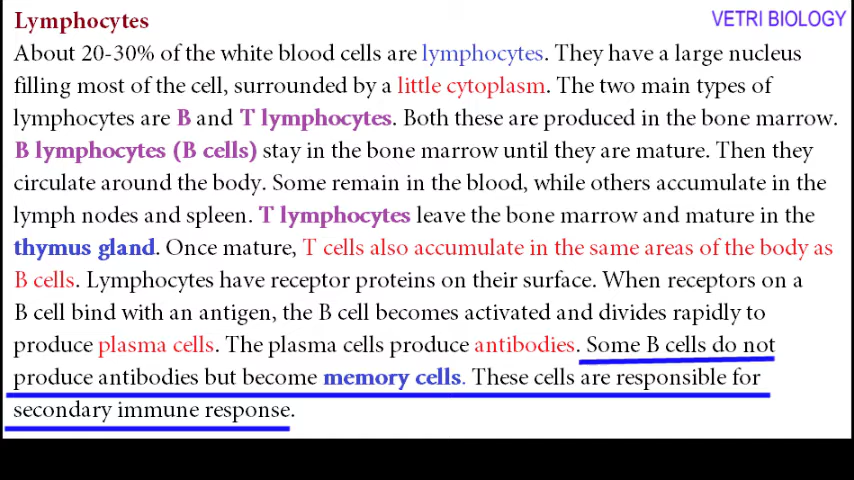 Lymphocytes
VETRI BIOLOGY
About 20-30% of the white blood cells are lymphocytes. They have a large nucleus
filling most of the cell, surrounded by a little cytoplasm. The two main types of
lymphocytes are B and T lymphocytes. Both these are produced in the bone marrow.
B lymphocytes (B cells) stay in the bone marrow until they are mature. Then they
circulate around the body. Some remain in the blood, while others accumulate in the
lymph nodes and spleen. T lymphocytes leave the bone marrow and mature in the
thymus gland. Once mature, T cells also accumulate in the same areas of the body as
B cells. Lymphocytes have receptor proteins on their surface. When receptors on a
B cell bind with an antigen, the B cell becomes activated and divides rapidly to
produce plasma cells. The plasma cells produce antibodies. Some B cells do not
produce antibodies but become memory cells. These cells are responsible for
secondary immune response.